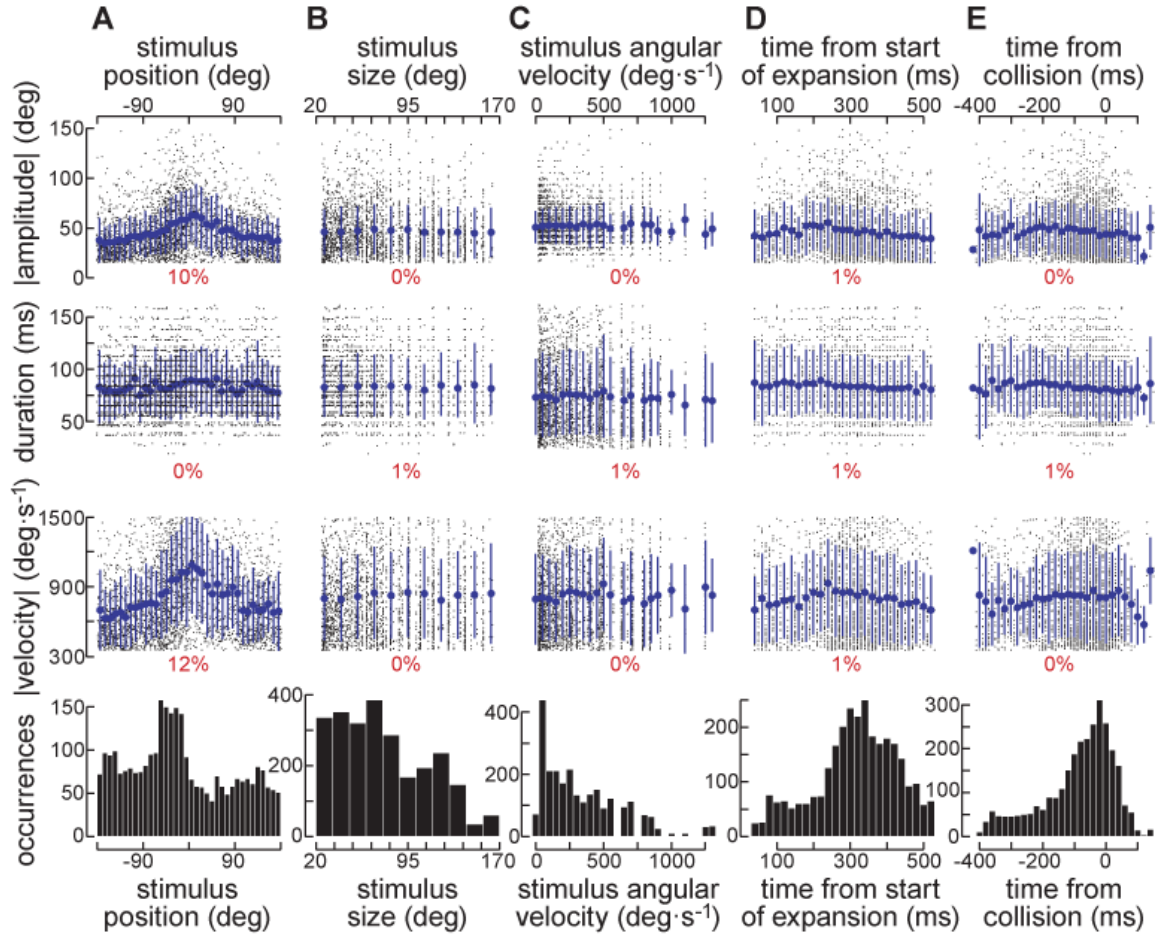 A B C D E
stimulus position (deg)
stimulus size (deg)
stimulus angular velocity (deg·s-1)
time from start of expansion (ms)
time from collision (ms)
-90 90
20 95 170
0 500 1000
100 300 500
-400 0
|amplitude| (deg)
150
100
50
0
10% 0% 0% 1% 0%
duration (ms)
150
100
50
0% 1% 1% 1% 1%
|velocity| (deg·s-1)
1500
900
300
12% 0% 0% 1% 0%
occurrences
150
100
50
0
400
200
0
400
200
0
200
100
0
300
200
100
0
-90 90
20 95 170
0 500 1000
100 300 500
-400 0
stimulus position (deg)
stimulus size (deg)
stimulus angular velocity (deg·s-1)
time from start of expansion (ms)
time from collision (ms)